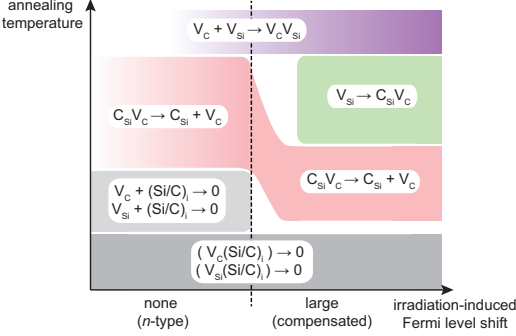 annealing
temperature
V_C + V_Si → V_CV_Si
V_Si → C_SiV_C
C_SiV_C → C_Si + V_C
C_SiV_C → C_Si + V_C
V_C + (Si/C)_i → 0
V_Si + (Si/C)_i → 0
( V_C(Si/C)_i ) → 0
( V_Si(Si/C)_i ) → 0
none
(n-type)
large
(compensated)
irradiation-induced
Fermi level shift